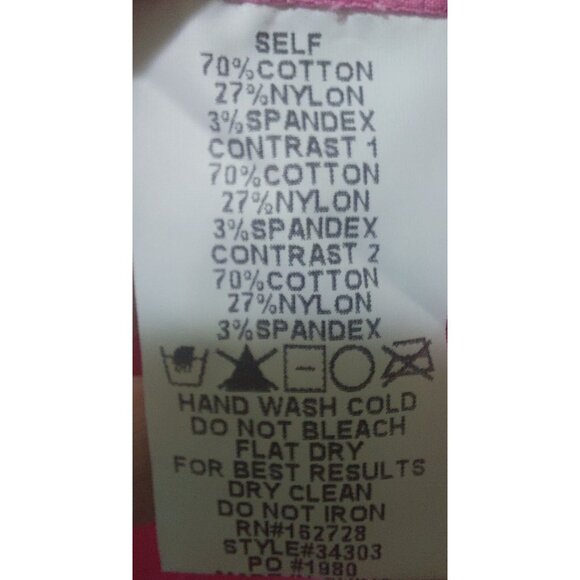 SELF
70%COTTON
27%NYLON
3%SPANDEX
CONTRAST 1
70%COTTON
27%NYLON
3%SPANDEX
CONTRAST 2
70%COTTON
27%NYLON
3%SPANDEX
HAND WASH COLD
DO NOT BLEACH
FLAT DRY
FOR BEST RESULTS
DRY CLEAN
DO NOT IRON
RN#162728
STYLE#34303
PO #1980
MADE IN